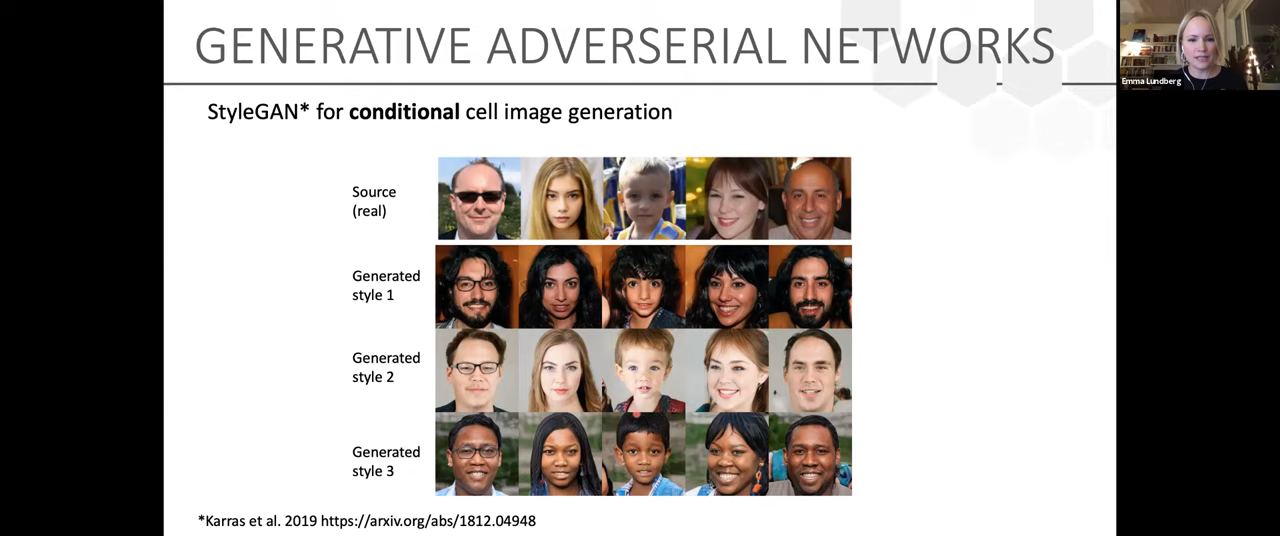 GENERATIVE ADVERSERIAL NETWORKS
Emma Lundberg
StyleGAN* for conditional cell image generation
Source
(real)
Generated
style 1
Generated
style 2
Generated
style 3
*Karras et al. 2019 https://arxiv.org/abs/1812.04948